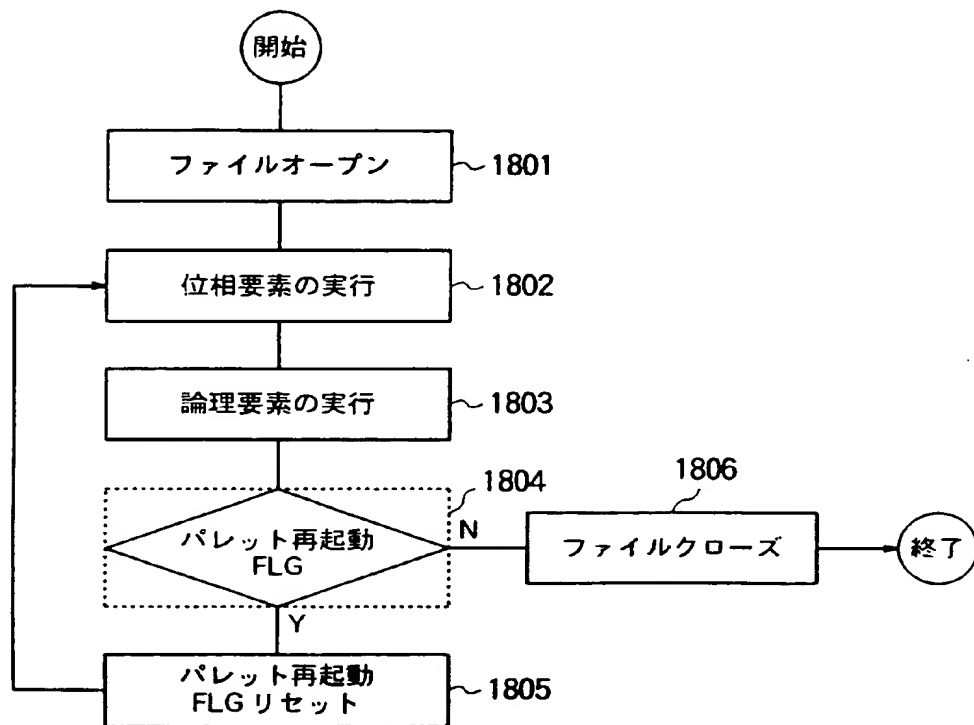 開始
ファイルオープン
1801
位相要素の実行
1802
論理要素の実行
1803
1804
パレット再起動
FLG
N
Y
1806
ファイルクローズ
終了
パレット再起動
FLG リセット
1805